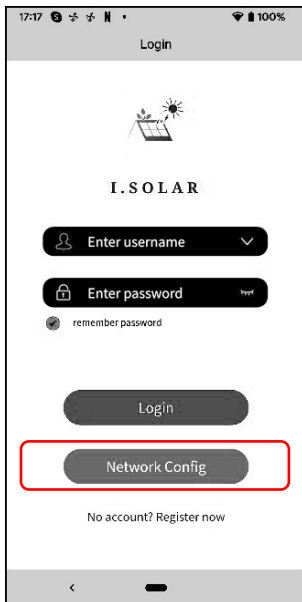 17:17 S N • 100%
Login
I.SOLAR
Enter username
Enter password
remember password
Login
Network Config
No account? Register now